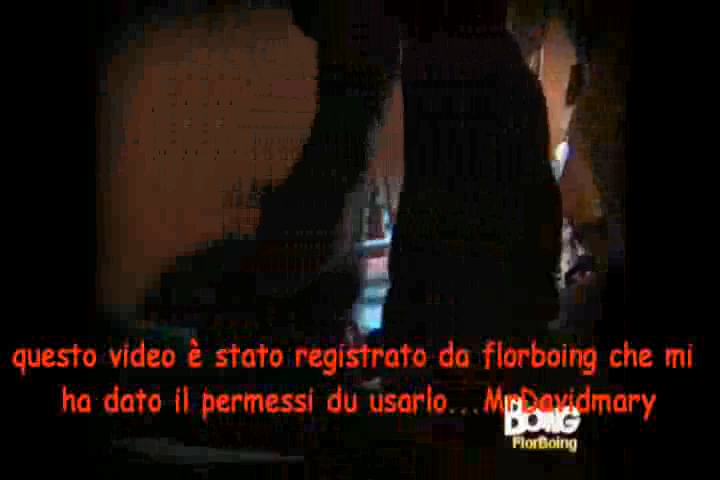 questo video è stato registrato da florboing che mi
ha dato il permessi du usarlo... MrDavidmary
BOING
FlorBoing